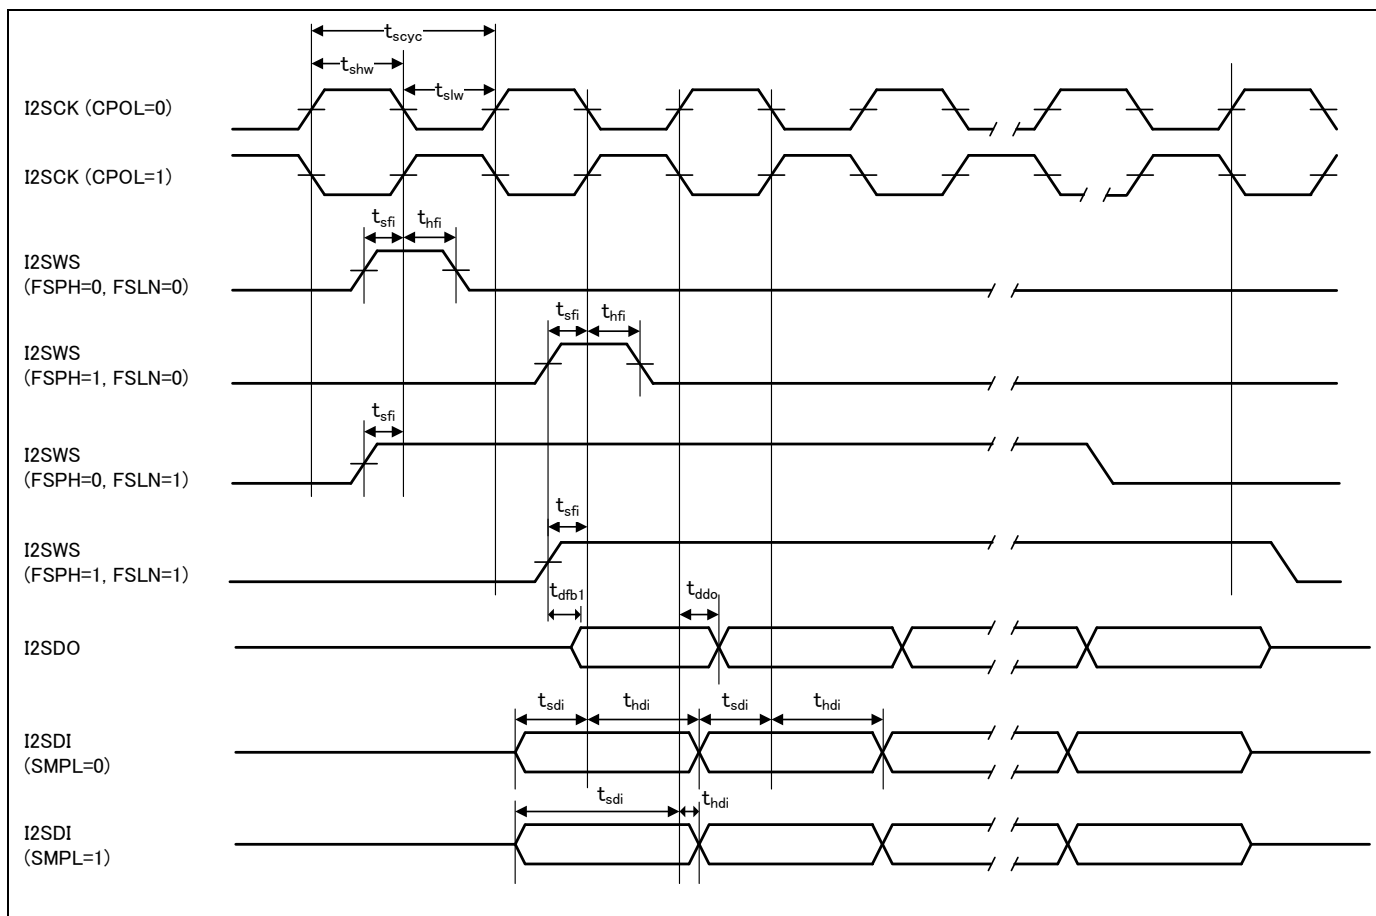 tscyc
tshw
tslw
I2SCK (CPOL=0)
I2SCK (CPOL=1)
tsfi thfi
I2SWS
(FSPH=0, FSLN=0)
tsfi thfi
I2SWS
(FSPH=1, FSLN=0)
tsfi
I2SWS
(FSPH=0, FSLN=1)
tsfi
I2SWS
(FSPH=1, FSLN=1)
tdfb1 tddo
I2SDO
tsdi thdi tsdi thdi
I2SDI
(SMPL=0)
tsdi thdi
I2SDI
(SMPL=1)